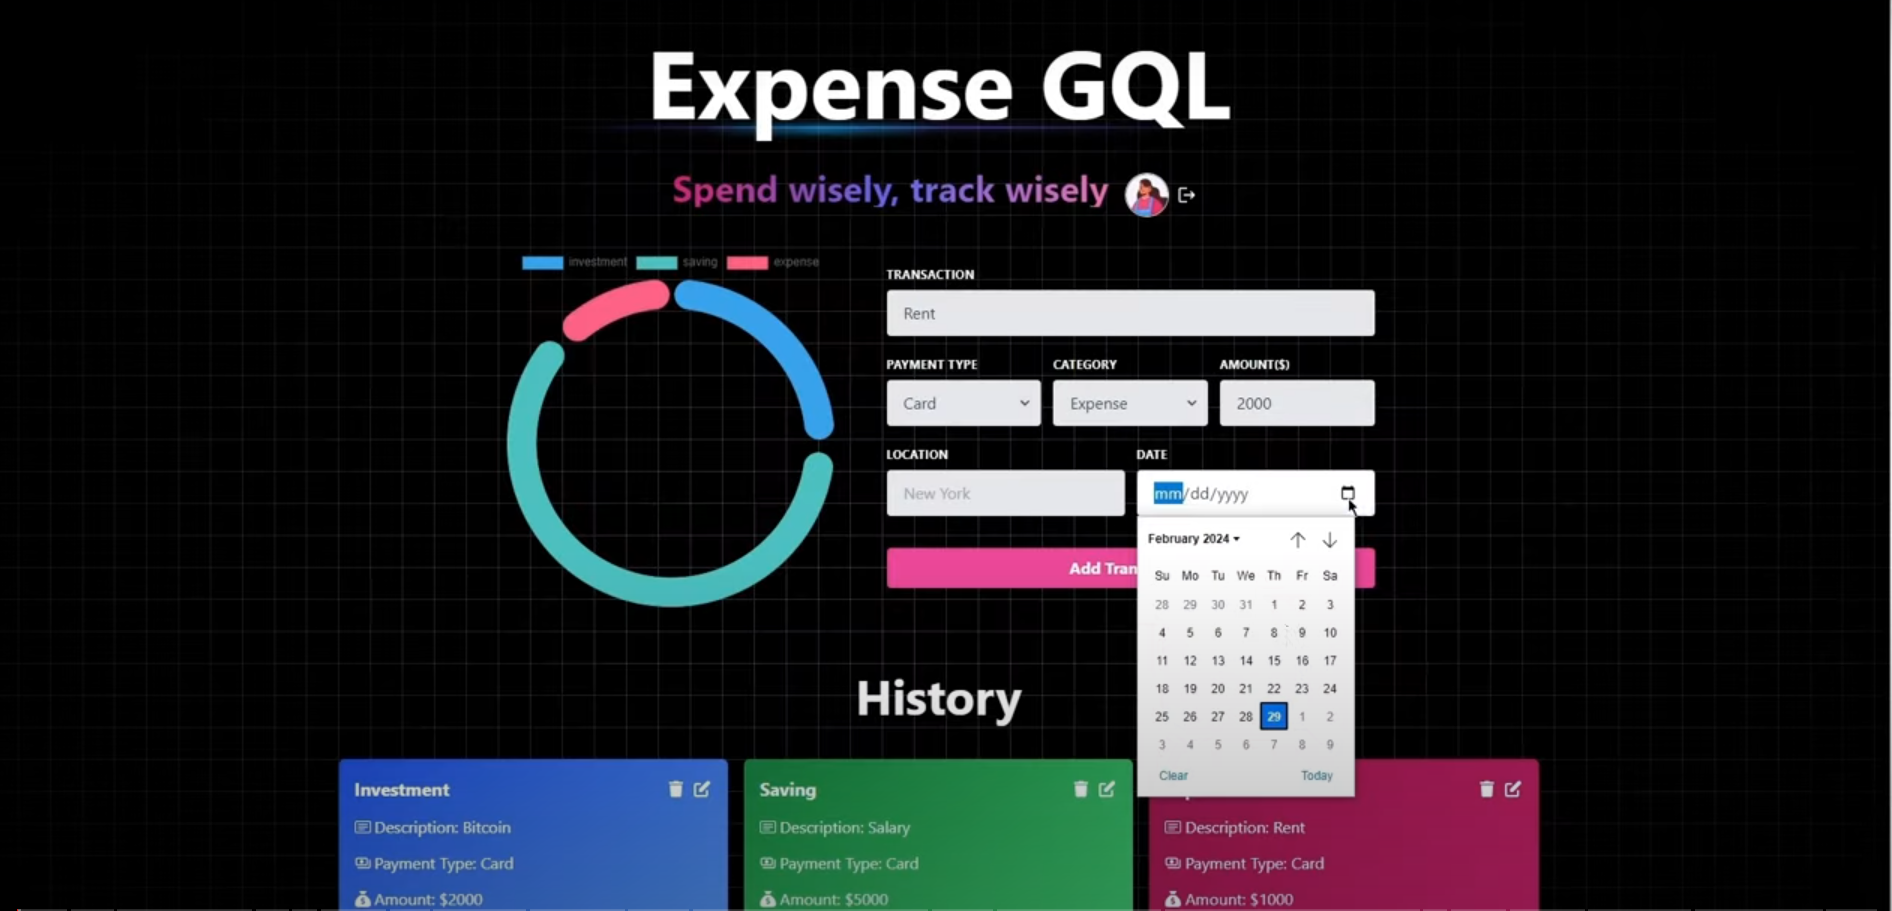 Expense GQL
Spend wisely, track wisely
investment saving expense
TRANSACTION
Rent
PAYMENT TYPE CATEGORY AMOUNT($)
Card Expense 2000
LOCATION DATE
New York mm/dd/yyyy
February 2024
Add Tran
Su Mo Tu We Th Fr Sa
28 29 30 31 1 2 3
4 5 6 7 8 9 10
11 12 13 14 15 16 17
18 19 20 21 22 23 24
25 26 27 28 29 1 2
3 4 5 6 7 8 9
Clear Today
History
Investment
Description: Bitcoin
Payment Type: Card
Amount: $2000
Saving
Description: Salary
Payment Type: Card
Amount: $5000
Description: Rent
Payment Type: Card
Amount: $1000